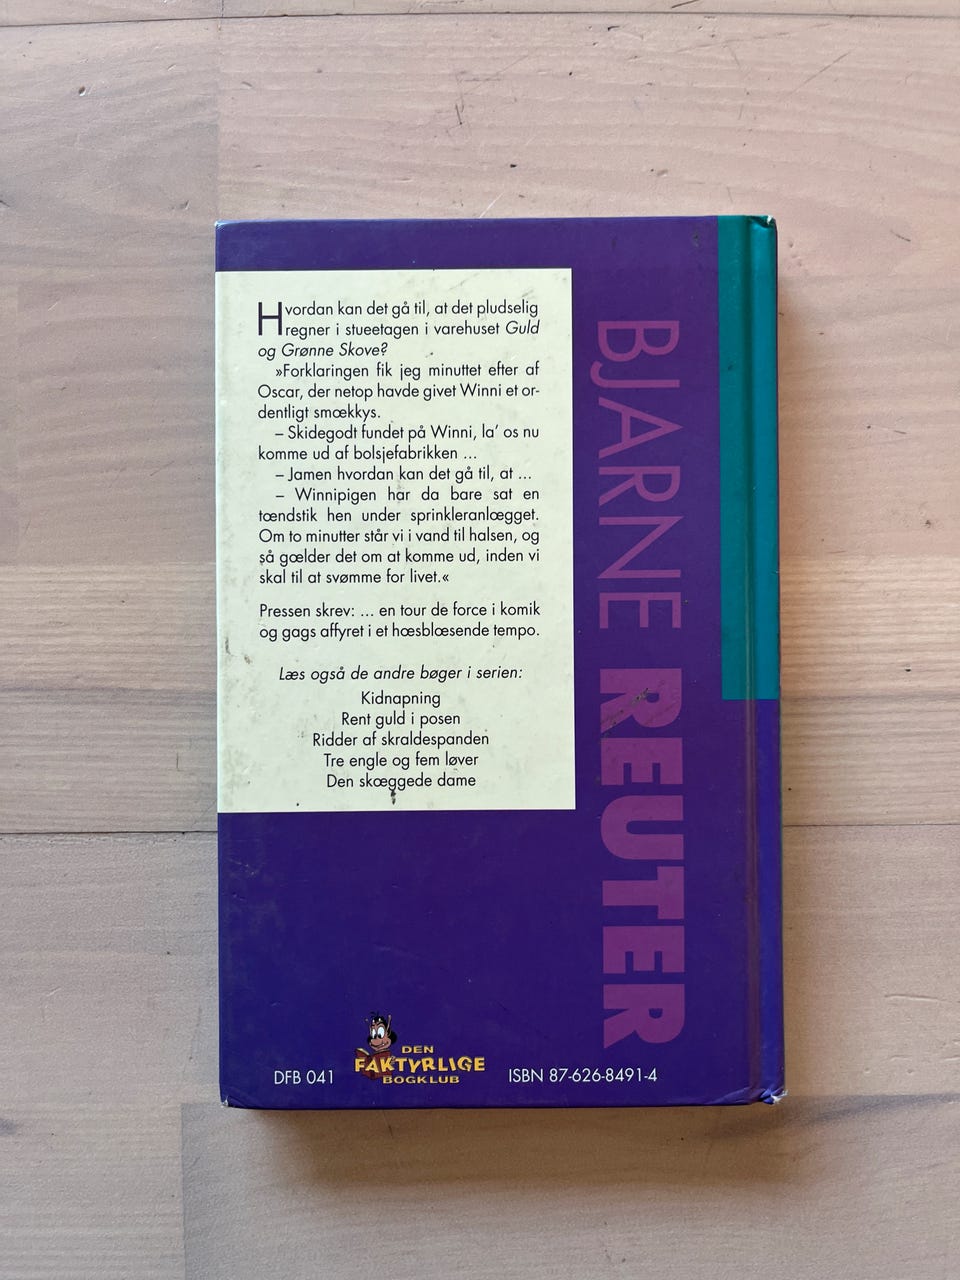 Hvordan kan det gå til, at det pludselig
regner i stueetagen i varehuset Guld
og Grønne Skove?
»Forklaringen fik jeg minuttet efter af
Oscar, der netop havde givet Winni et or-
dentligt smækkys.
– Skidegodt fundet på Winni, la’ os nu
komme ud af bolsjefabrikken ...
– Jamen hvordan kan det gå til, at ...
– Winnipigen har da bare sat en
tændstik hen under sprinkleranlægget.
Om to minutter står vi i vand til halsen, og
så gælder det om at komme ud, inden vi
skal til at svømme for livet.«
Pressen skrev: ... en tour de force i komik
og gags affyret i et hæsblæsende tempo.
Læs også de andre bøger i serien:
Kidnapning
Rent guld i posen
Ridder af skraldespanden
Tre engle og fem løver
Den skæggede dame
BJARNE REUTER
DFB 041
DEN
FAKTYRLIGE
BOGKLUB
ISBN 87-626-8491-4